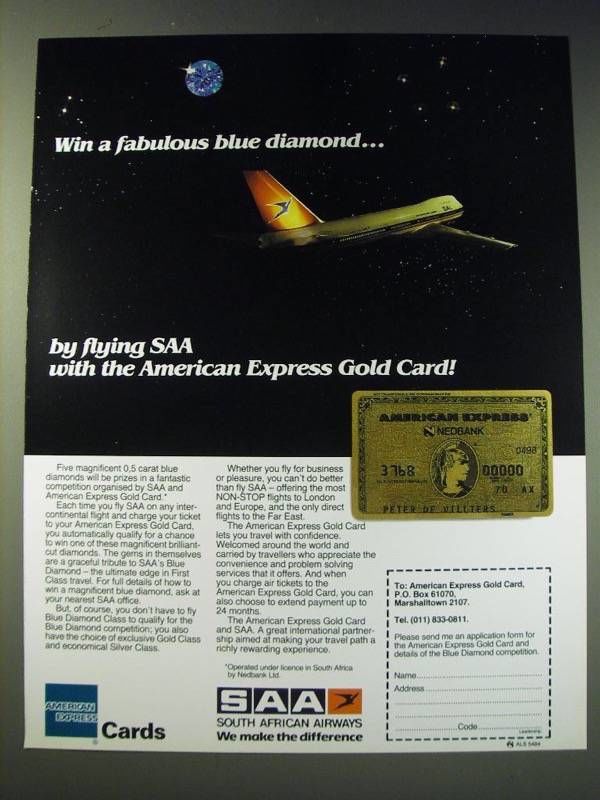 Win a fabulous blue diamond...
by flying SAA
with the American Express Gold Card!
AMERICAN EXPRESS
NEDBANK
0498
3768 00000
70 AX
PETER DE VILLIERS
Five magnificent 0,5 carat blue
diamonds will be prizes in a fantastic
competition organised by SAA and
American Express Gold Card.*
Each time you fly SAA on any inter-
continental flight and charge your ticket
to your American Express Gold Card,
you automatically qualify for a chance
to win one of these magnificent brilliant-
cut diamonds. The gems in themselves
are a graceful tribute to SAA's Blue
Diamond – the ultimate edge in First
Class travel. For full details of how to
win a magnificent blue diamond, ask at
your nearest SAA office.
But, of course, you don't have to fly
Blue Diamond Class to qualify for the
Blue Diamond competition; you also
have the choice of exclusive Gold Class
and economical Silver Class.
Whether you fly for business
or pleasure, you can't do better
than fly SAA – offering the most
NON-STOP flights to London
and Europe, and the only direct
flights to the Far East.
The American Express Gold Card
lets you travel with confidence.
Welcomed around the world and
carried by travellers who appreciate the
convenience and problem solving
services that it offers. And when
you charge air tickets to the
American Express Gold Card, you can
also choose to extend payment up to
24 months.
The American Express Gold Card
and SAA. A great international partner-
ship aimed at making your travel path a
richly rewarding experience.
*Operated under licence in South Africa
by Nedbank Ltd.
To: American Express Gold Card,
P.O. Box 61070,
Marshalltown 2107.
Tel. (011) 833-0811.
Please send me an application form for
the American Express Gold Card and
details of the Blue Diamond competition.
Name
Address
Code
Leadership
AMERICAN
EXPRESS
® Cards
SAA
SOUTH AFRICAN AIRWAYS
We make the difference
ALS 5484